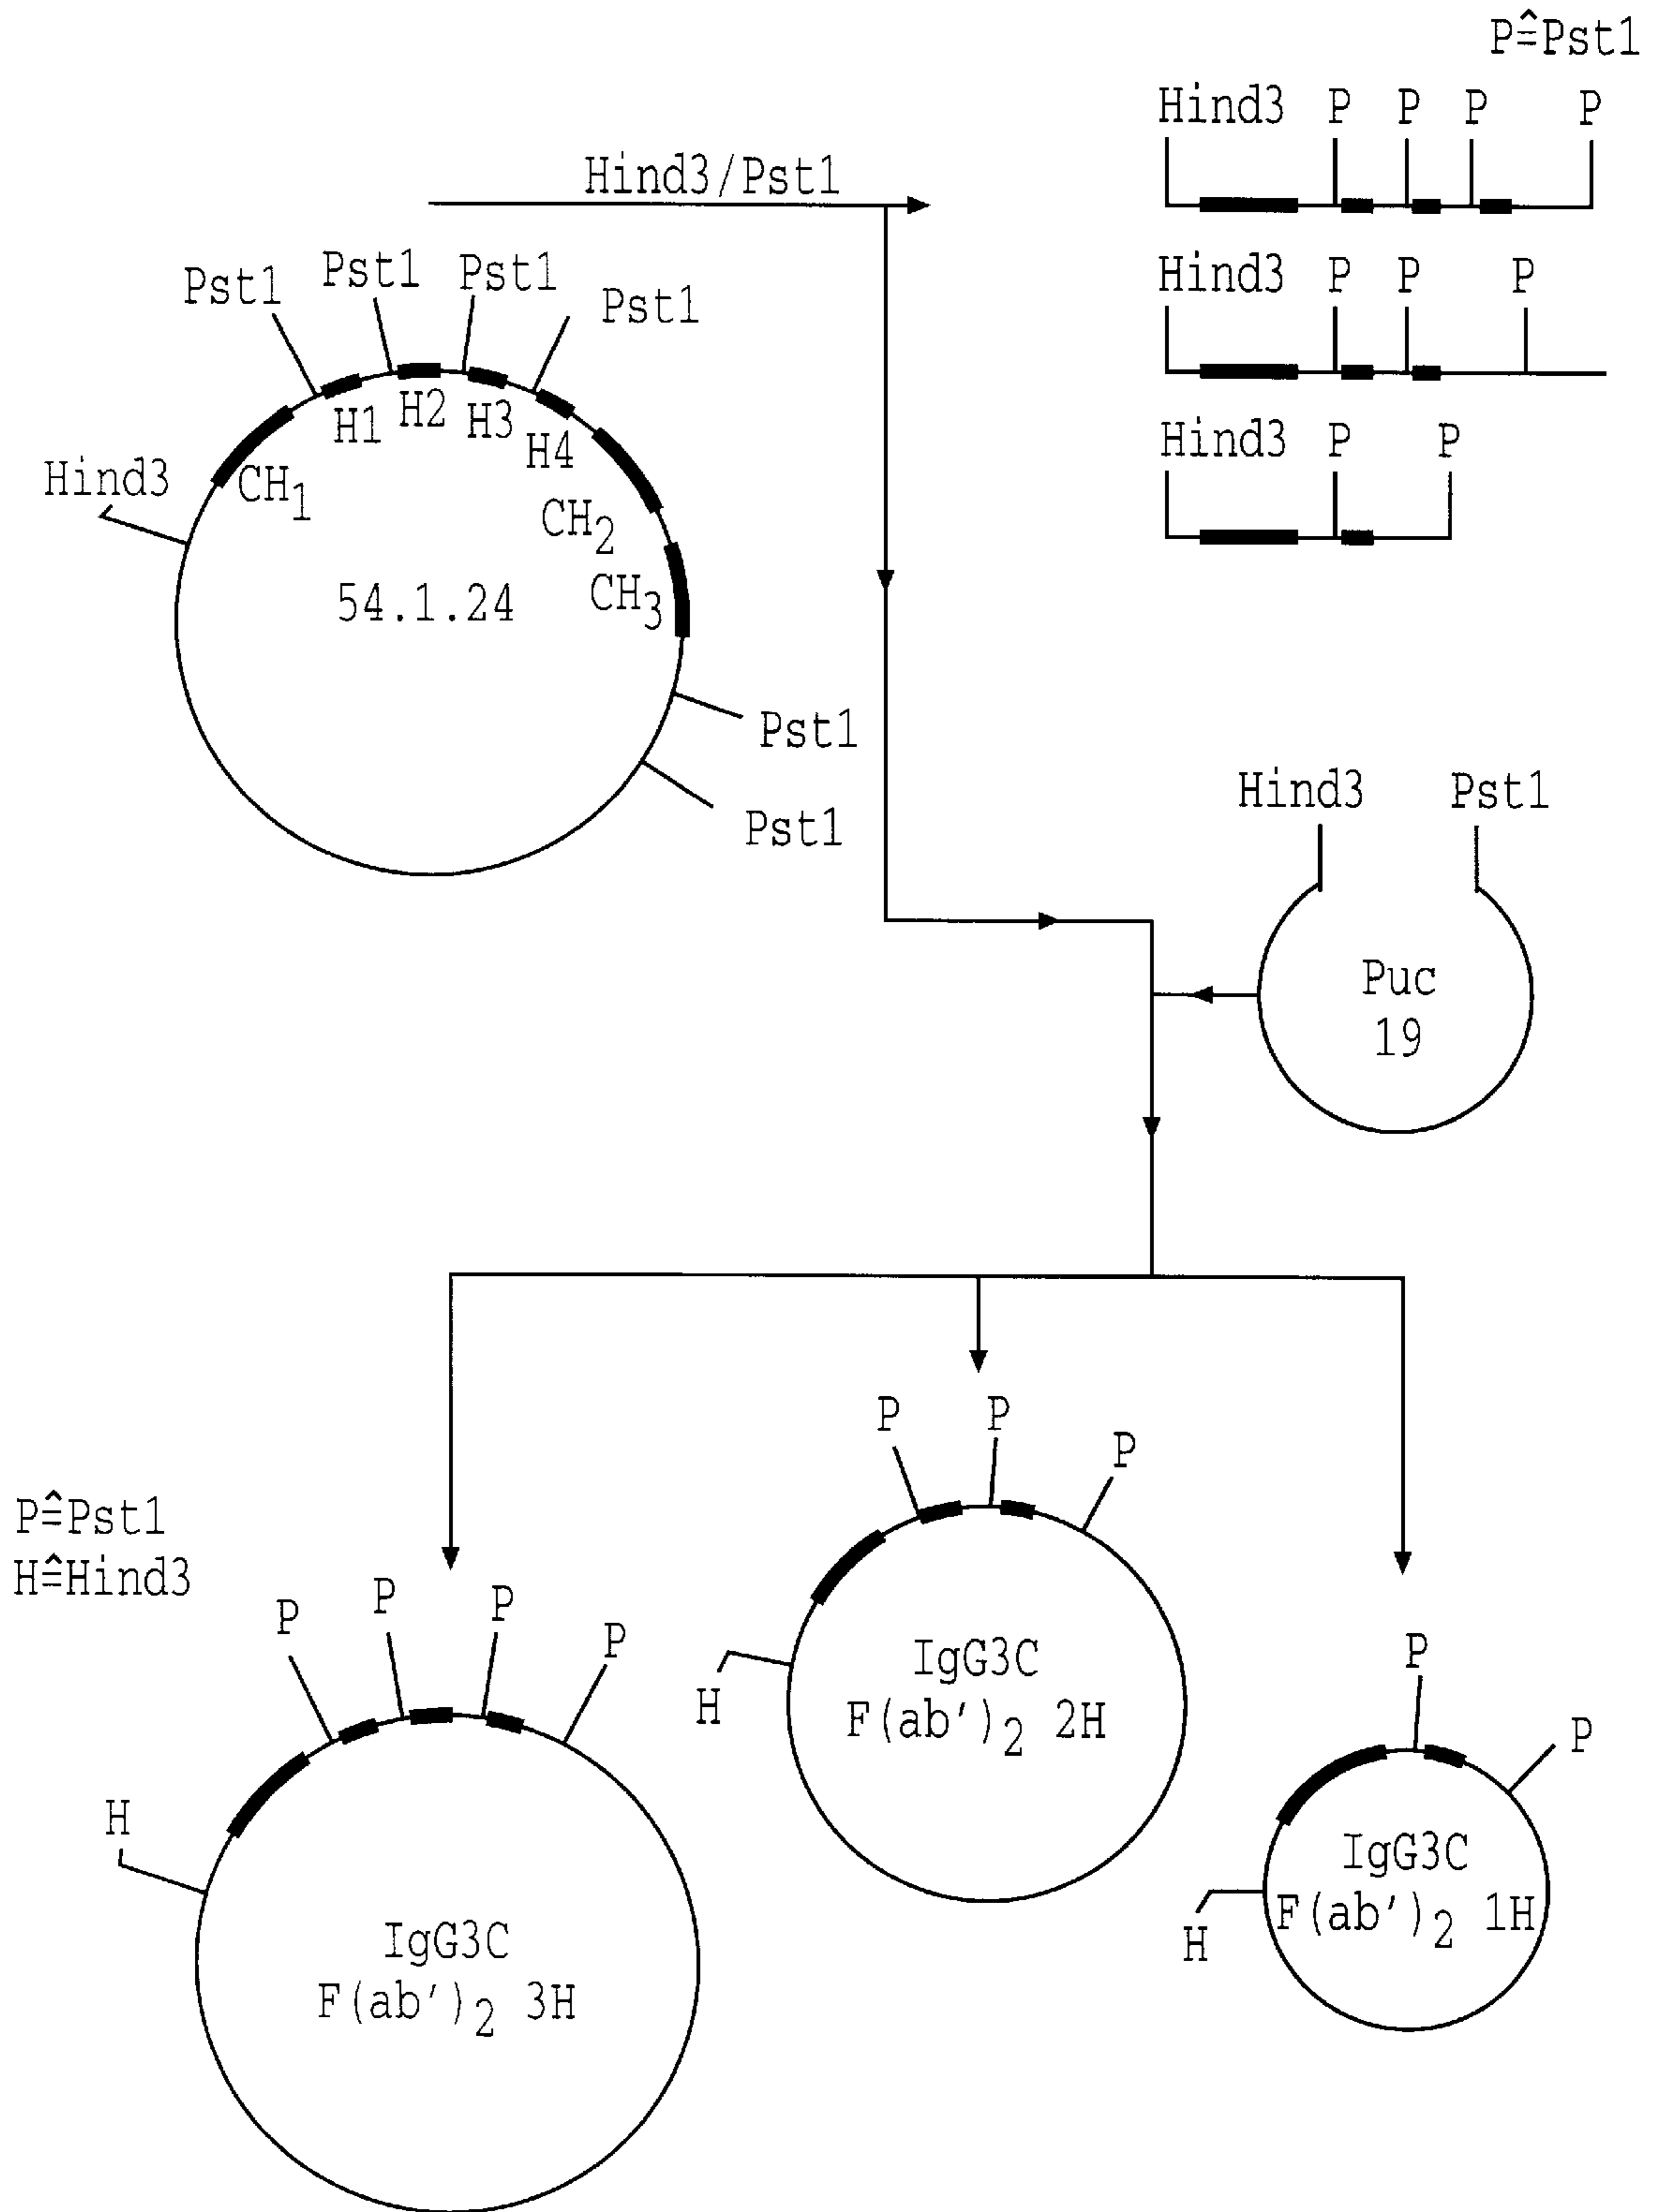 P≙Pst1
Hind3 P P P P
Hind3/Pst1
Hind3 P P P
Pst1 Pst1 Pst1 Pst1
H1 H2 H3 H4
Hind3 P P
Hind3
CH1
CH2
CH3
54.1.24
Pst1
Pst1
Hind3 Pst1
Puc
19
P P P
P≙Pst1
H≙Hind3
P P P P
H
IgG3C
F(ab')2 2H
P P
H
IgG3C
F(ab')2 1H
H
IgG3C
F(ab')2 3H